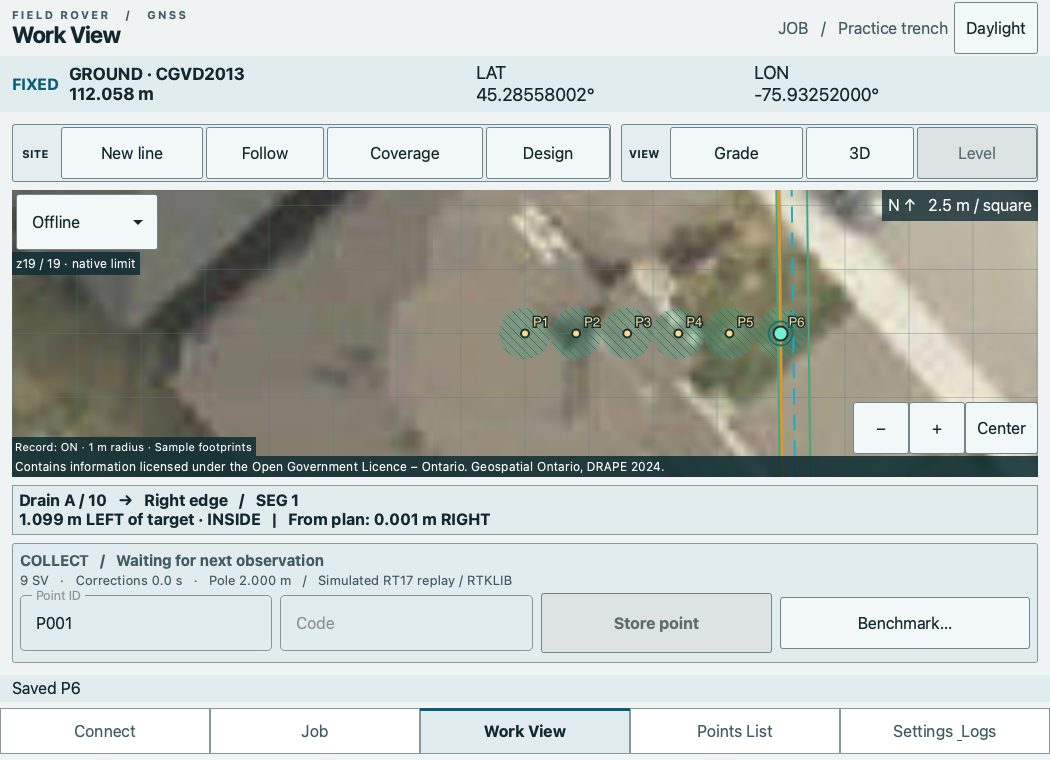 FIELD ROVER / GNSS
Work View
JOB / Practice trench
Daylight
FIXED
GROUND · CGVD2013
112.058 m
LAT
45.28558002°
LON
-75.93252000°
SITE
New line
Follow
Coverage
Design
VIEW
Grade
3D
Level
Offline
N ↑ 2.5 m / square
z19 / 19 · native limit
P1
P2
P3
P4
P5
P6
−
+
Center
Record: ON · 1 m radius · Sample footprints
Contains information licensed under the Open Government Licence – Ontario. Geospatial Ontario, DRAPE 2024.
Drain A / 10 → Right edge / SEG 1
1.099 m LEFT of target · INSIDE | From plan: 0.001 m RIGHT
COLLECT / Waiting for next observation
9 SV · Corrections 0.0 s · Pole 2.000 m / Simulated RT17 replay / RTKLIB
Point ID
P001
Code
Store point
Benchmark...
Saved P6
Connect
Job
Work View
Points List
Settings _Logs